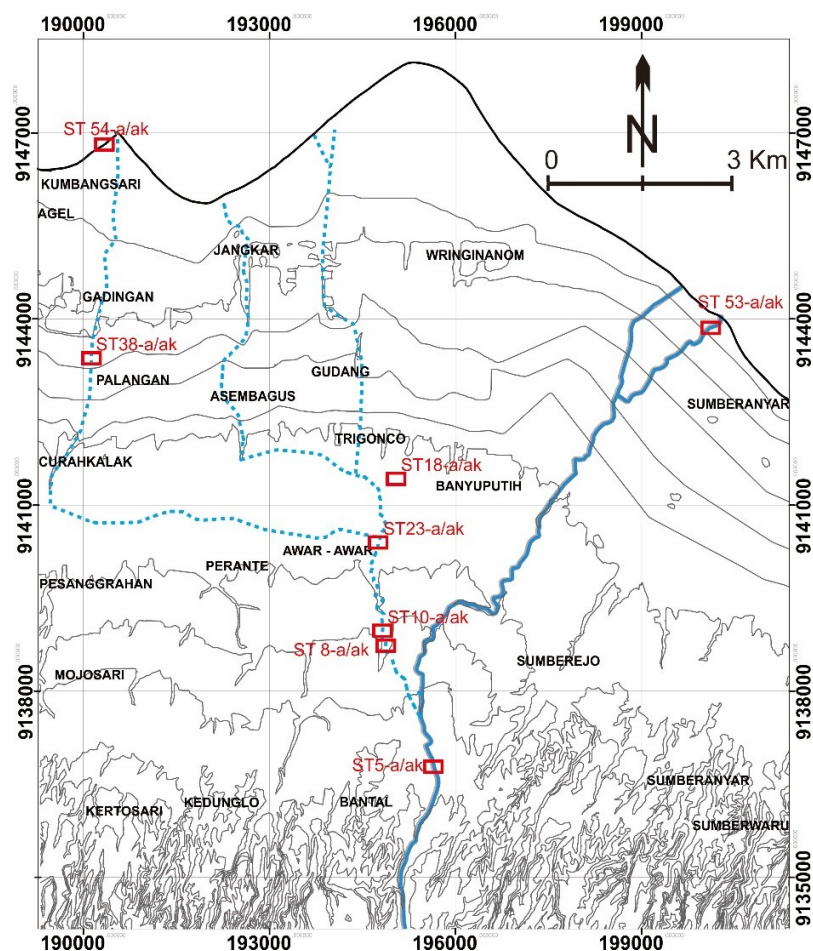 190000
193000
196000
199000
9147000
9147000
ST 54-a/ak
N
0
3 Km
KUMBANGSARI
AGEL
JANGKAR
WRINGINANOM
GADINGAN
ST 53-a/ak
9144000
9144000
ST38-a/ak
PALANGAN
GUDANG
ASEMBAGUS
SUMBERANYAR
TRIGONCO
CURAHKALAK
ST18-a/ak
BANYUPUTIH
9141000
9141000
ST23-a/ak
AWAR - AWAR
PERANTE
PESANGGRAHAN
ST10-a/ak
ST 8-a/ak
SUMBEREJO
MOJOSARI
9138000
9138000
ST5-a/ak
SUMBERANYAR
KEDUNGLO
BANTAL
KERTOSARI
SUMBERWARU
9135000
9135000
190000
193000
196000
199000